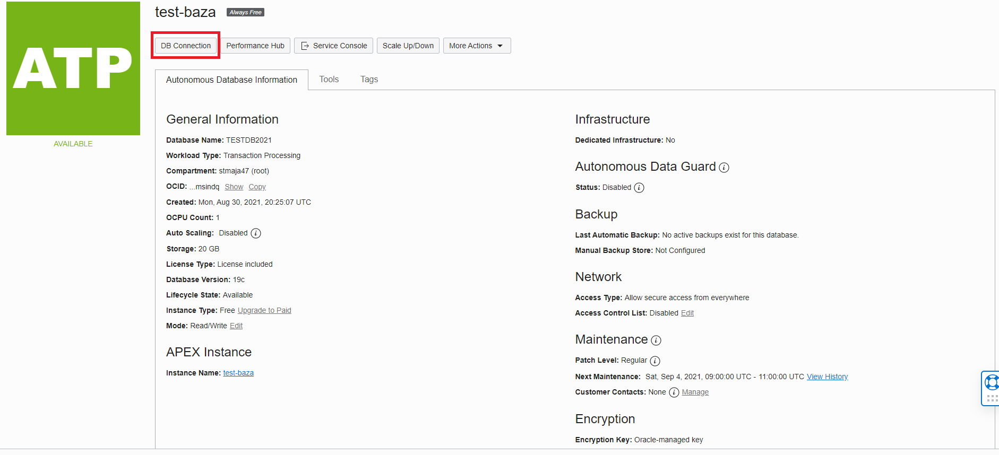 ATP
AVAILABLE
test-baza Always Free
DB Connection Performance Hub Service Console Scale Up/Down More Actions
Autonomous Database Information Tools Tags
General Information
Database Name: TESTDB2021
Workload Type: Transaction Processing
Compartment: stmaja47 (root)
OCID: ...msindq Show Copy
Created: Mon, Aug 30, 2021, 20:25:07 UTC
OCPU Count: 1
Auto Scaling: Disabled
Storage: 20 GB
License Type: License included
Database Version: 19c
Lifecycle State: Available
Instance Type: Free Upgrade to Paid
Mode: Read/Write Edit
APEX Instance
Instance Name: test-baza
Infrastructure
Dedicated Infrastructure: No
Autonomous Data Guard
Status: Disabled
Backup
Last Automatic Backup: No active backups exist for this database.
Manual Backup Store: Not Configured
Network
Access Type: Allow secure access from everywhere
Access Control List: Disabled Edit
Maintenance
Patch Level: Regular
Next Maintenance: Sat, Sep 4, 2021, 09:00:00 UTC - 11:00:00 UTC View History
Customer Contacts: None Manage
Encryption
Encryption Key: Oracle-managed key